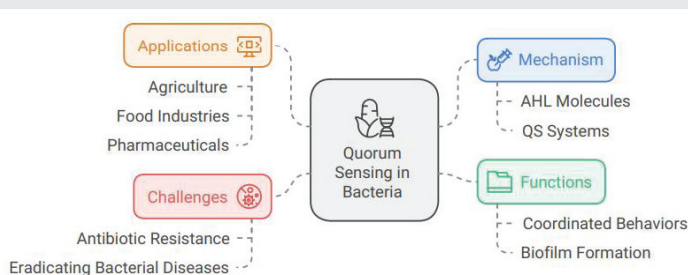 Applications
Agriculture
Food Industries
Pharmaceuticals
Challenges
Antibiotic Resistance
Eradicating Bacterial Diseases
Quorum
Sensing in
Bacteria
Mechanism
AHL Molecules
QS Systems
Functions
Coordinated Behaviors
Biofilm Formation